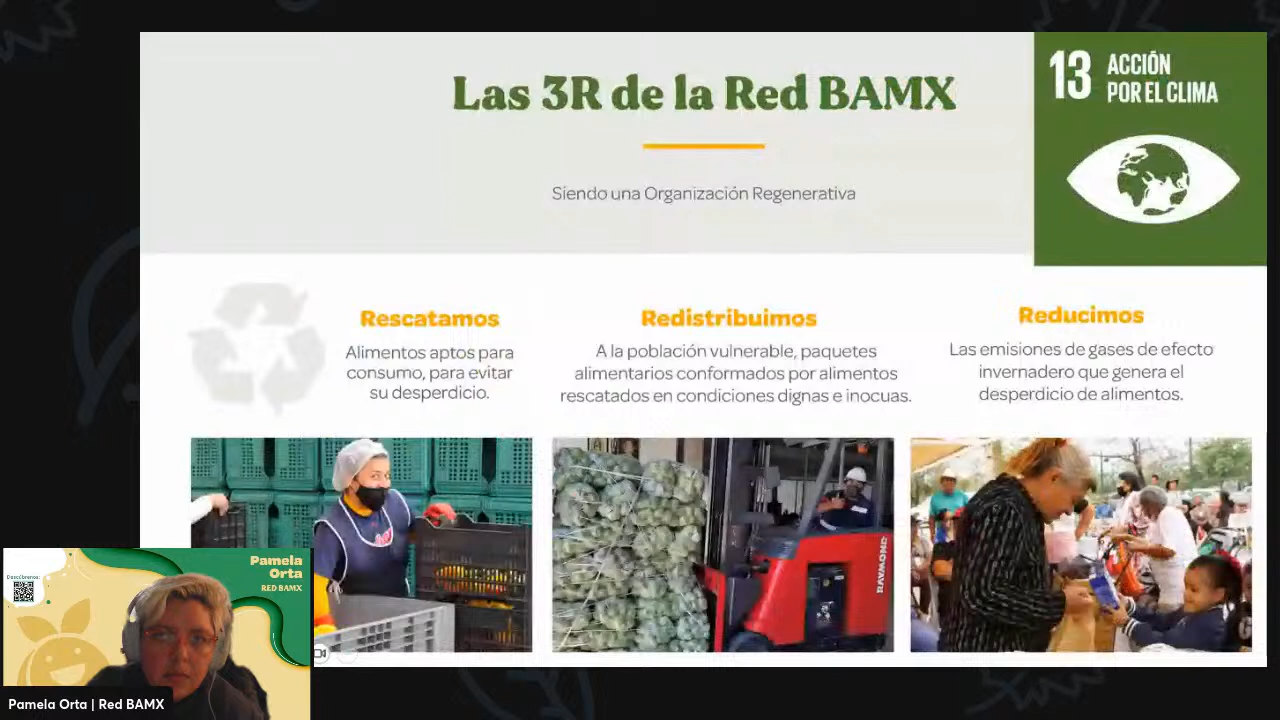 Las 3R de la Red BAMX
Siendo una Organización Regenerativa
13 ACCIÓN
POR EL CLIMA
Rescatamos
Alimentos aptos para
consumo, para evitar
su desperdicio.
Redistribuimos
A la población vulnerable, paquetes
alimentarios conformados por alimentos
rescatados en condiciones dignas e inocuas.
Reducimos
Las emisiones de gases de efecto
invernadero que genera el
desperdicio de alimentos.
RAYMOND
Descúbrenos:
Pamela
Orta
RED BAMX
Pamela Orta | Red BAMX